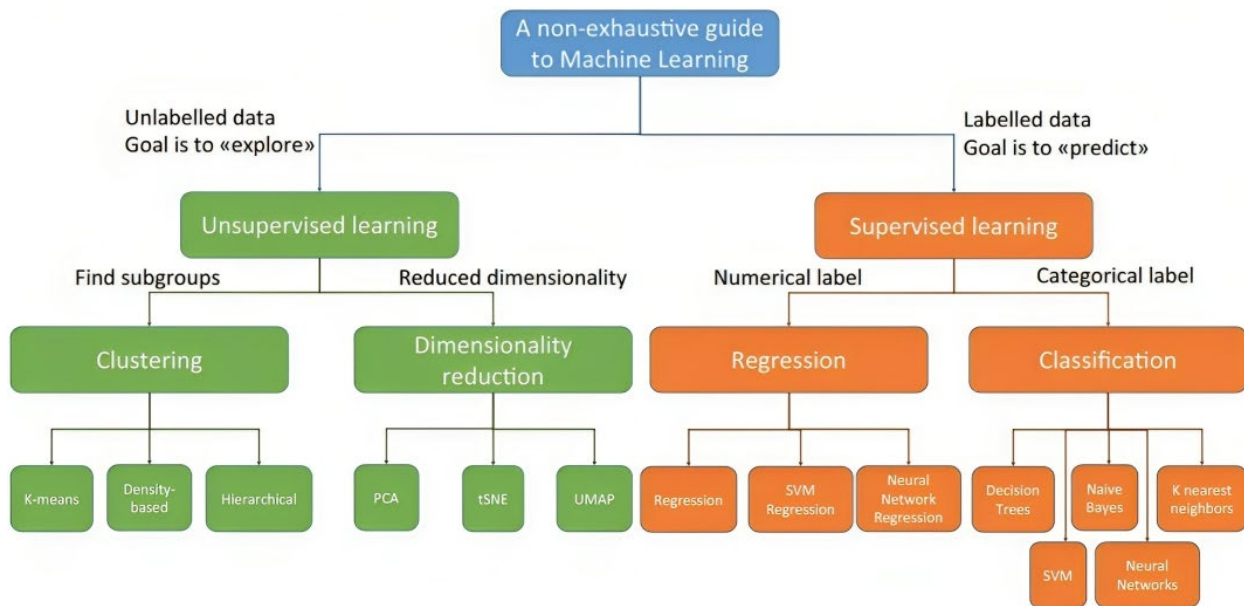 A non-exhaustive guide
to Machine Learning
Unlabelled data
Goal is to «explore»
Labelled data
Goal is to «predict»
Unsupervised learning
Supervised learning
Find subgroups
Reduced dimensionality
Numerical label
Categorical label
Clustering
Dimensionality
reduction
Regression
Classification
K-means
Density-
based
Hierarchical
PCA
tSNE
UMAP
Regression
SVM
Regression
Neural
Network
Regression
Decision
Trees
Naive
Bayes
K nearest
neighbors
SVM
Neural
Networks